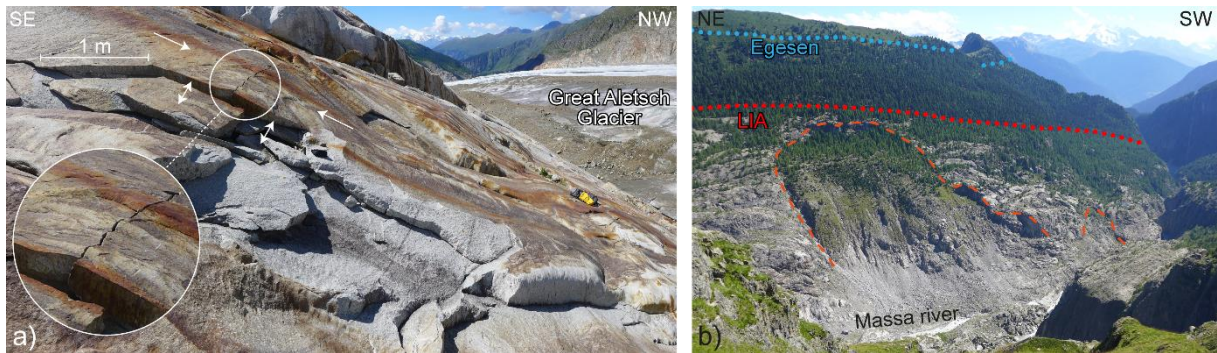 SE
NW
1 m
Great Aletsch
Glacier
a)
NE
SW
Egesen
LIA
Massa river
b)